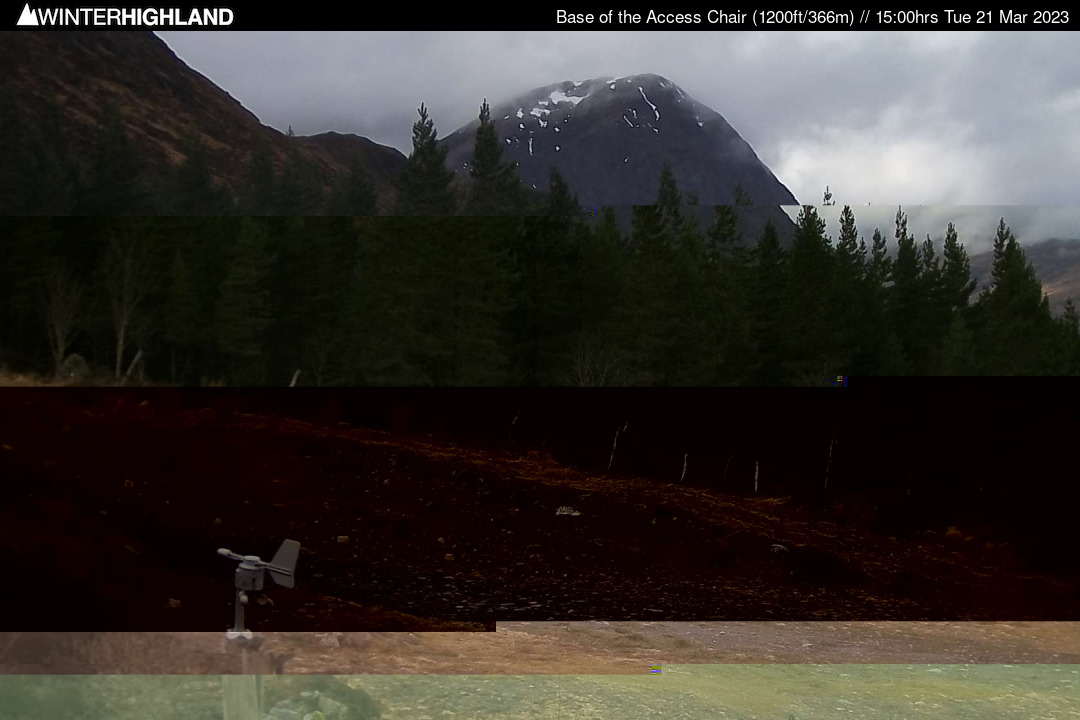 WINTERHIGHLAND
Base of the Access Chair (1200ft/366m) // 15:00hrs Tue 21 Mar 2023